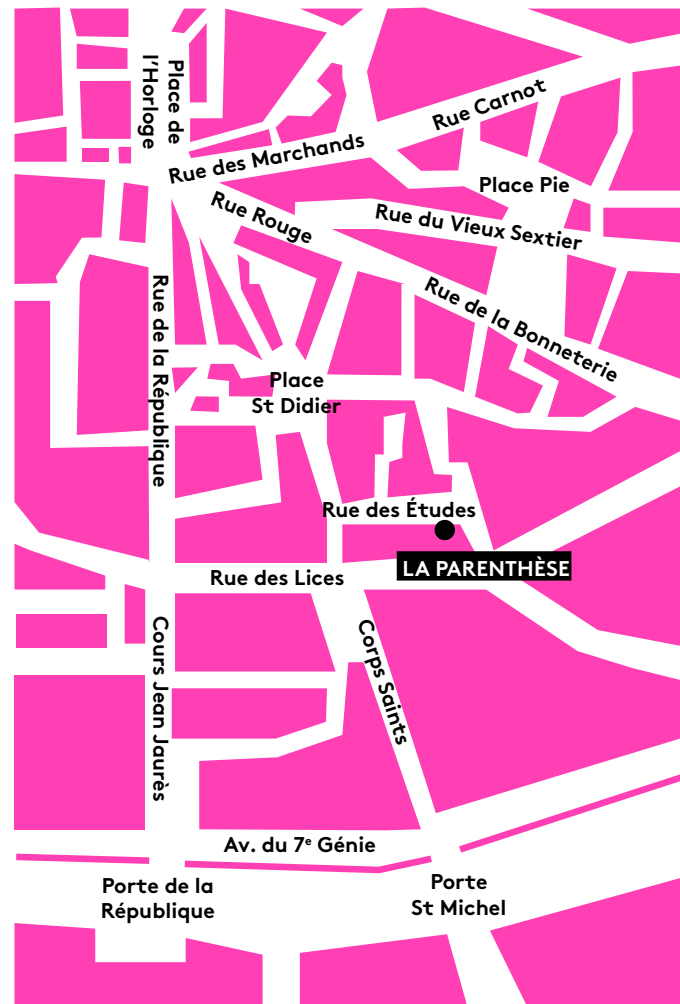 Place de
l’Horloge
Rue Carnot
Rue des Marchands
Place Pie
Rue Rouge
Rue du Vieux Sextier
Rue de la République
Rue de la Bonneterie
Place
St Didier
Rue des Études
LA PARENTHÈSE
Rue des Lices
Cours Jean Jaurès
Corps Saints
Av. du 7e Génie
Porte de la
République
Porte
St Michel